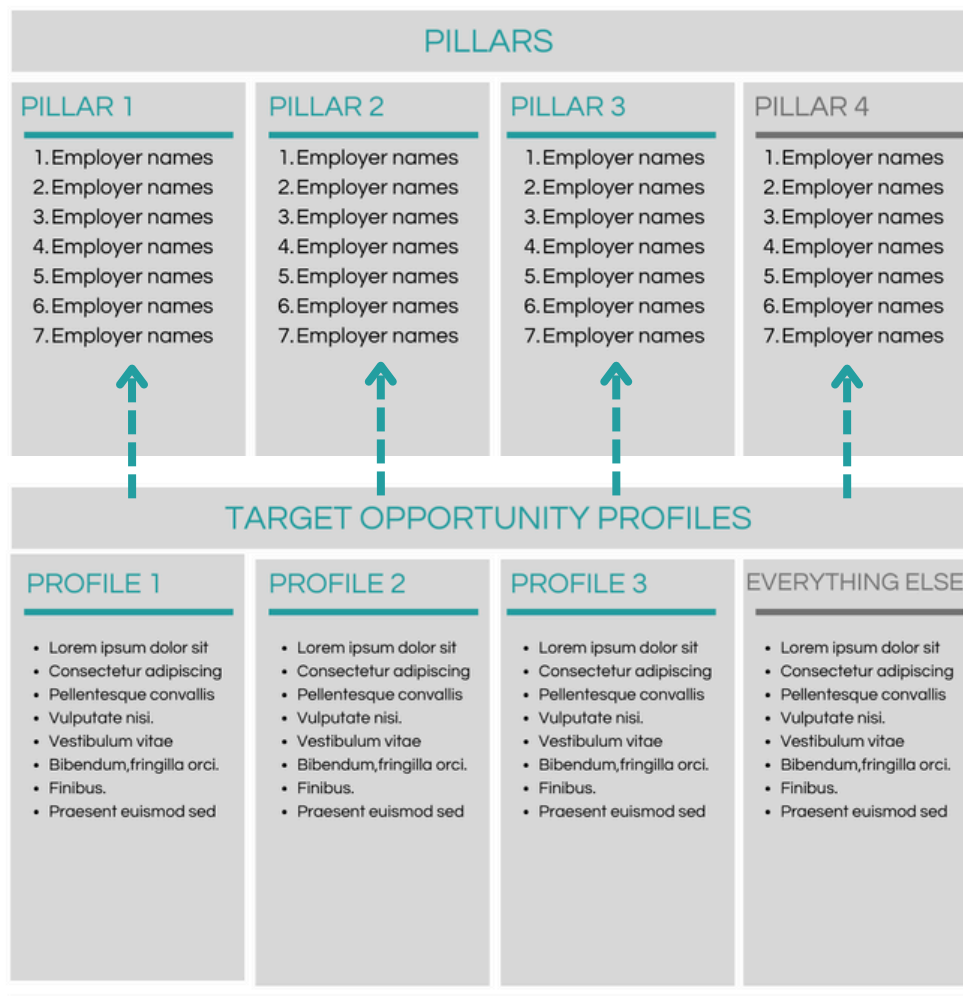 PILLARS
PILLAR 1
1.Employer names
2.Employer names
3.Employer names
4.Employer names
5.Employer names
6.Employer names
7.Employer names
PILLAR 2
1.Employer names
2.Employer names
3.Employer names
4.Employer names
5.Employer names
6.Employer names
7.Employer names
PILLAR 3
1.Employer names
2.Employer names
3.Employer names
4.Employer names
5.Employer names
6.Employer names
7.Employer names
PILLAR 4
1.Employer names
2.Employer names
3.Employer names
4.Employer names
5.Employer names
6.Employer names
7.Employer names
TARGET OPPORTUNITY PROFILES
PROFILE 1
• Lorem ipsum dolor sit
• Consectetur adipiscing
• Pellentesque convallis
• Vulputate nisi.
• Vestibulum vitae
• Bibendum,fringilla orci.
• Finibus.
• Praesent euismod sed
PROFILE 2
• Lorem ipsum dolor sit
• Consectetur adipiscing
• Pellentesque convallis
• Vulputate nisi.
• Vestibulum vitae
• Bibendum,fringilla orci.
• Finibus.
• Praesent euismod sed
PROFILE 3
• Lorem ipsum dolor sit
• Consectetur adipiscing
• Pellentesque convallis
• Vulputate nisi.
• Vestibulum vitae
• Bibendum,fringilla orci.
• Finibus.
• Praesent euismod sed
EVERYTHING ELSE
• Lorem ipsum dolor sit
• Consectetur adipiscing
• Pellentesque convallis
• Vulputate nisi.
• Vestibulum vitae
• Bibendum,fringilla orci.
• Finibus.
• Praesent euismod sed